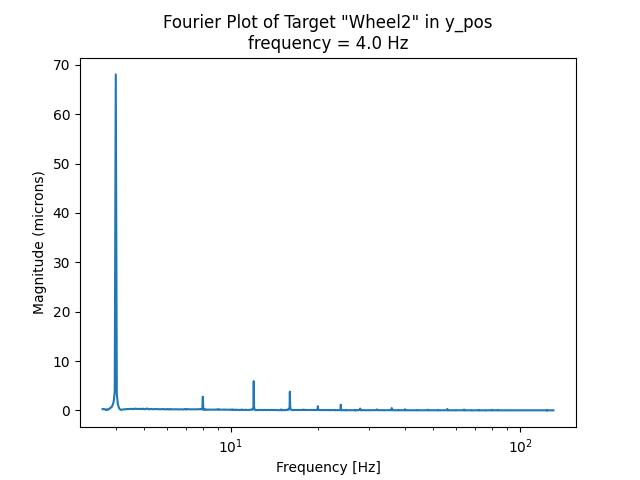 Fourier Plot of Target "Wheel2" in y_pos
frequency = 4.0 Hz
70
60
50
40
30
20
10
0
Magnitude (microns)
10¹
10²
Frequency [Hz]